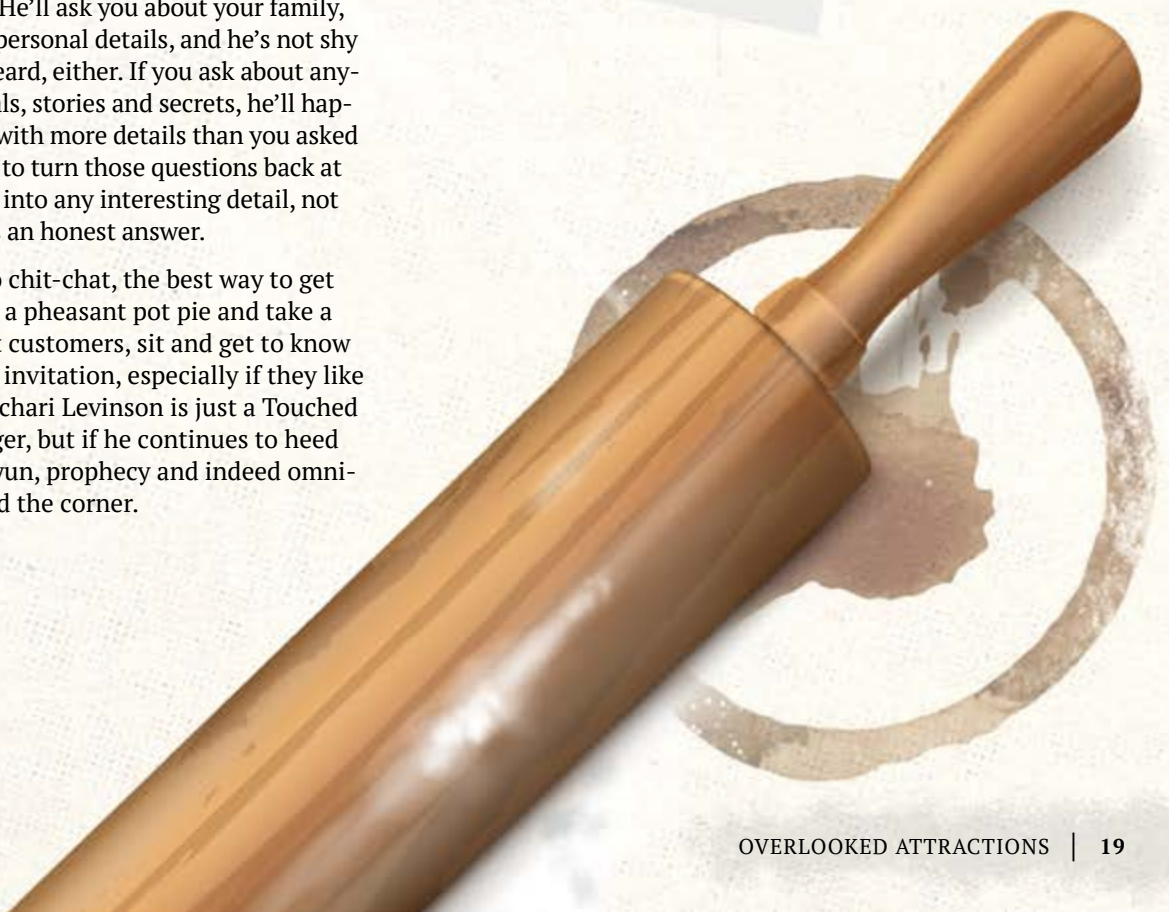 He’ll ask you about your family,
personal details, and he’s not shy
eard, either. If you ask about any-
ls, stories and secrets, he’ll hap-
with more details than you asked
to turn those questions back at
into any interesting detail, not
an honest answer.
chit-chat, the best way to get
a pheasant pot pie and take a
customers, sit and get to know
invitation, especially if they like
chari Levinson is just a Touched
ger, but if he continues to heed
yun, prophecy and indeed omni-
d the corner.
OVERLOOKED ATTRACTIONS | 19